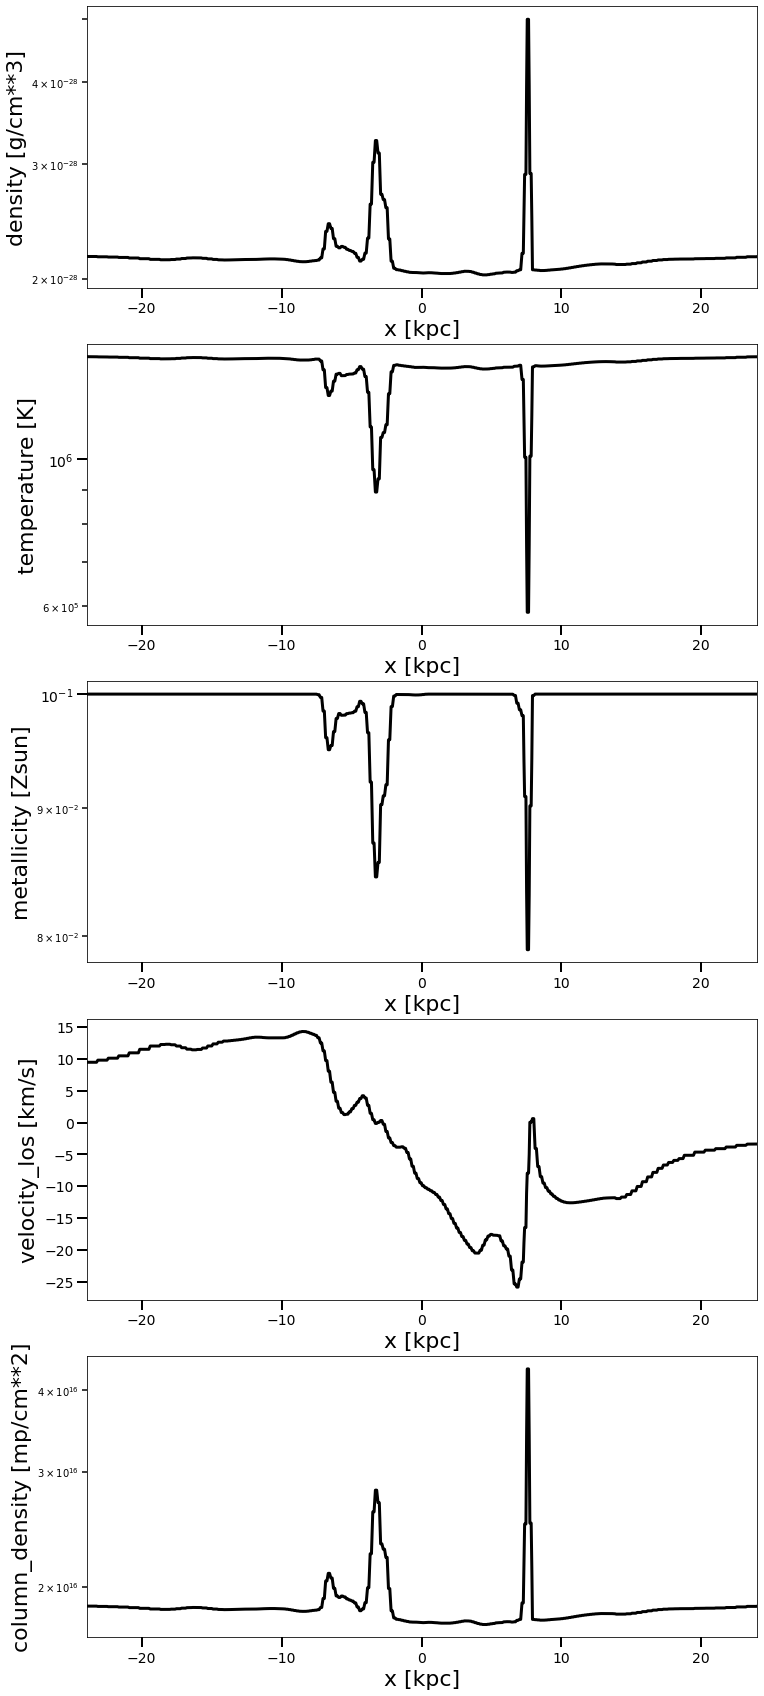 density [g/cm**3]
4 × 10⁻²⁸
3 × 10⁻²⁸
2 × 10⁻²⁸
−20 −10 0 10 20
x [kpc]
temperature [K]
10⁶
6 × 10⁵
−20 −10 0 10 20
x [kpc]
metallicity [Zsun]
10⁻¹
9 × 10⁻²
8 × 10⁻²
−20 −10 0 10 20
x [kpc]
velocity_los [km/s]
15
10
5
0
−5
−10
−15
−20
−25
−20 −10 0 10 20
x [kpc]
column_density [mp/cm**2]
4 × 10¹⁶
3 × 10¹⁶
2 × 10¹⁶
−20 −10 0 10 20
x [kpc]